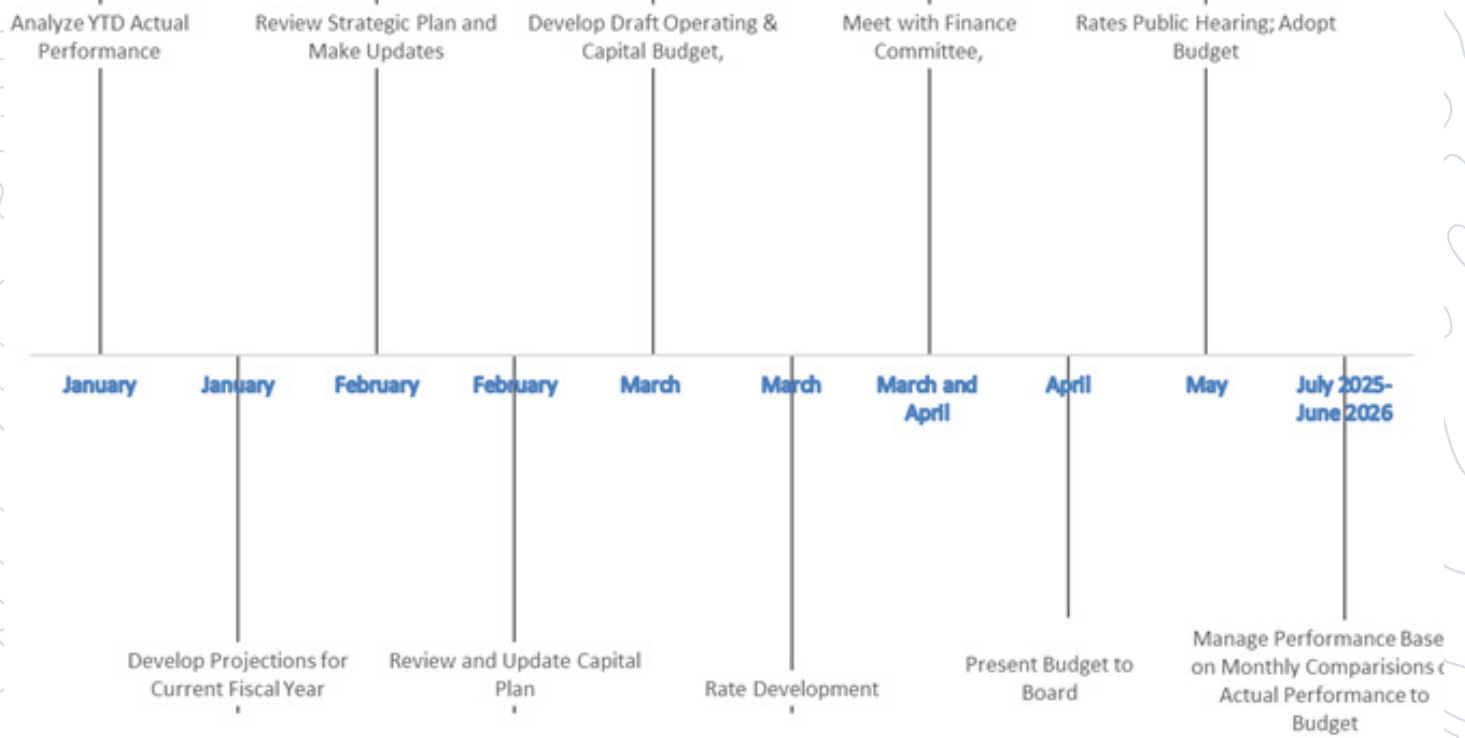 Analyze YTD Actual
Performance
Review Strategic Plan and
Make Updates
Develop Draft Operating &
Capital Budget,
Meet with Finance
Committee,
Rates Public Hearing; Adopt
Budget
January
January
February
February
March
March
March and
April
April
May
July 2025-
June 2026
Develop Projections for
Current Fiscal Year
Review and Update Capital
Plan
Rate Development
Present Budget to
Board
Manage Performance Base
on Monthly Comparisions
Actual Performance to
Budget